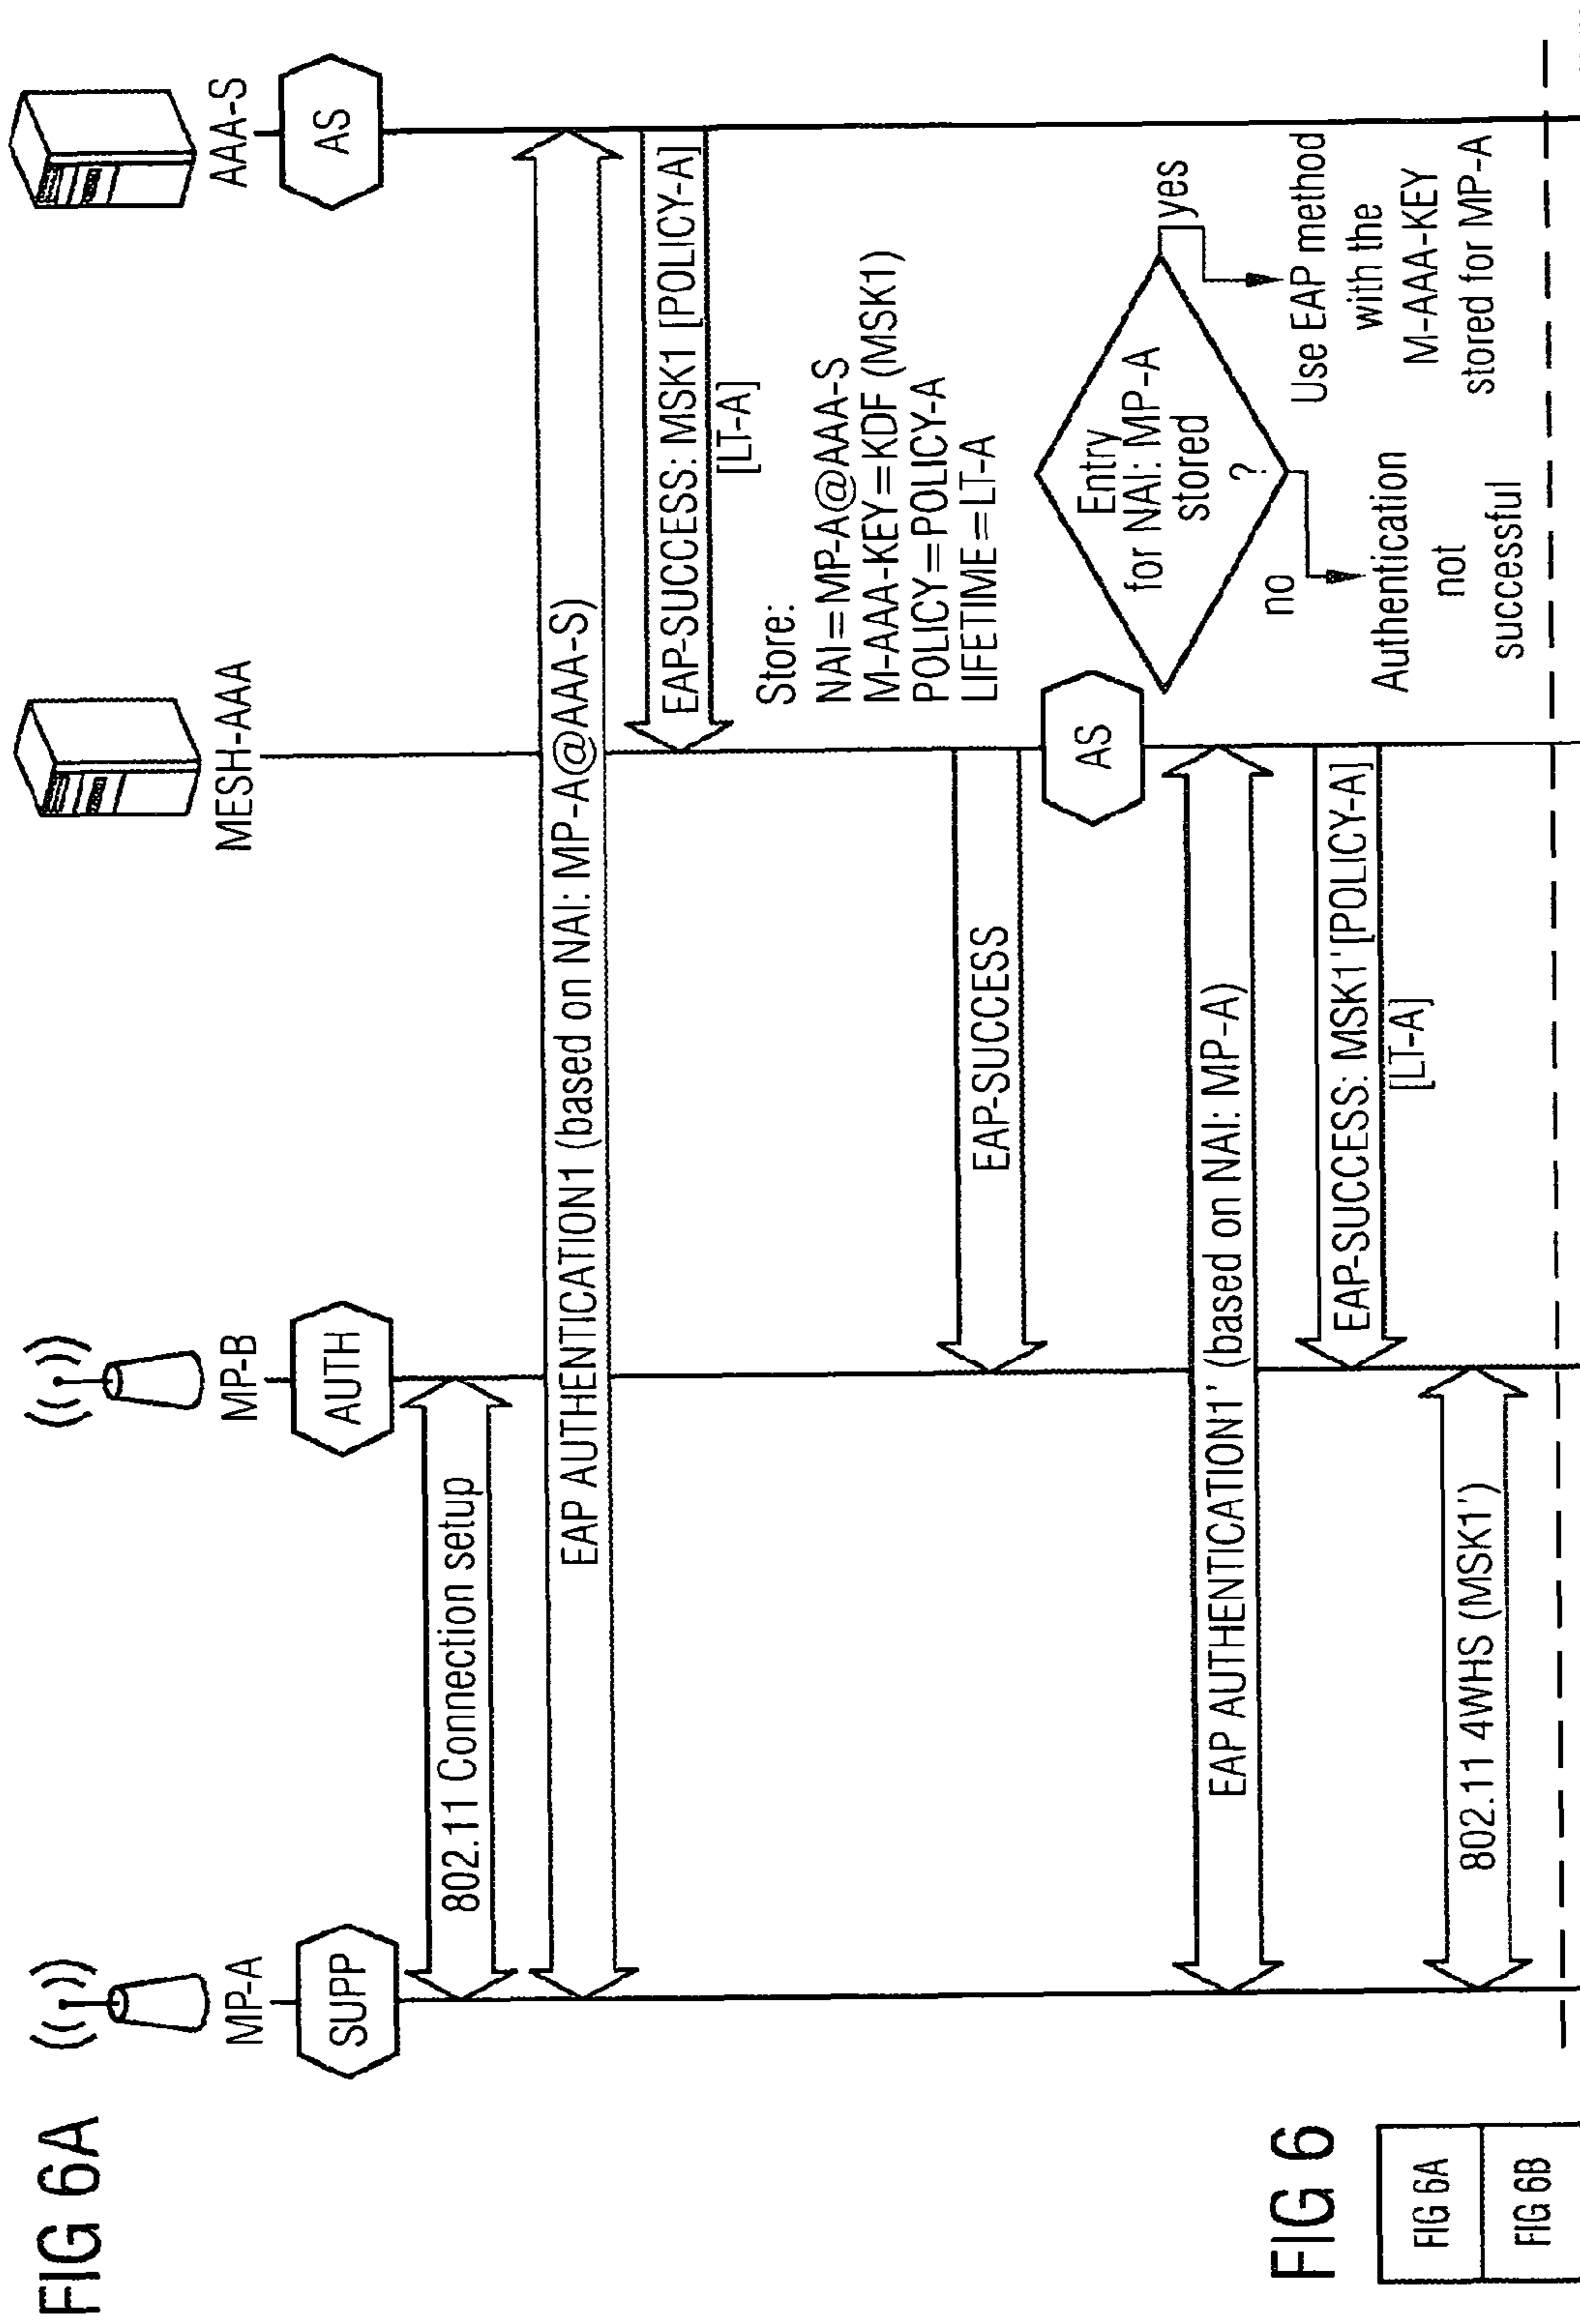 FIG 6A
MP-A
MP-B
MESH-AAA
AAA-S
SUPP
AUTH
AS
802.11 Connection setup
EAP AUTHENTICATION1 (based on NAI: MP-A@AAA-S)
EAP-SUCCESS: MSK1 [POLICY-A]
[LT-A]
Store:
NAI=MP-A@AAA-S
M-AAA-KEY=KDF (MSK1)
POLICY=POLICY-A
LIFETIME=LT-A
EAP-SUCCESS
AS
EAP AUTHENTICATION1' (based on NAI: MP-A)
Entry
for NAI: MP-A
stored
?
yes
Use EAP method
with the
M-AAA-KEY
stored for MP-A
no
Authentication
not
successful
EAP-SUCCESS: MSK1'[POLICY-A]
[LT-A]
802.11 4WHS (MSK1')
FIG 6
FIG 6A
FIG 6B